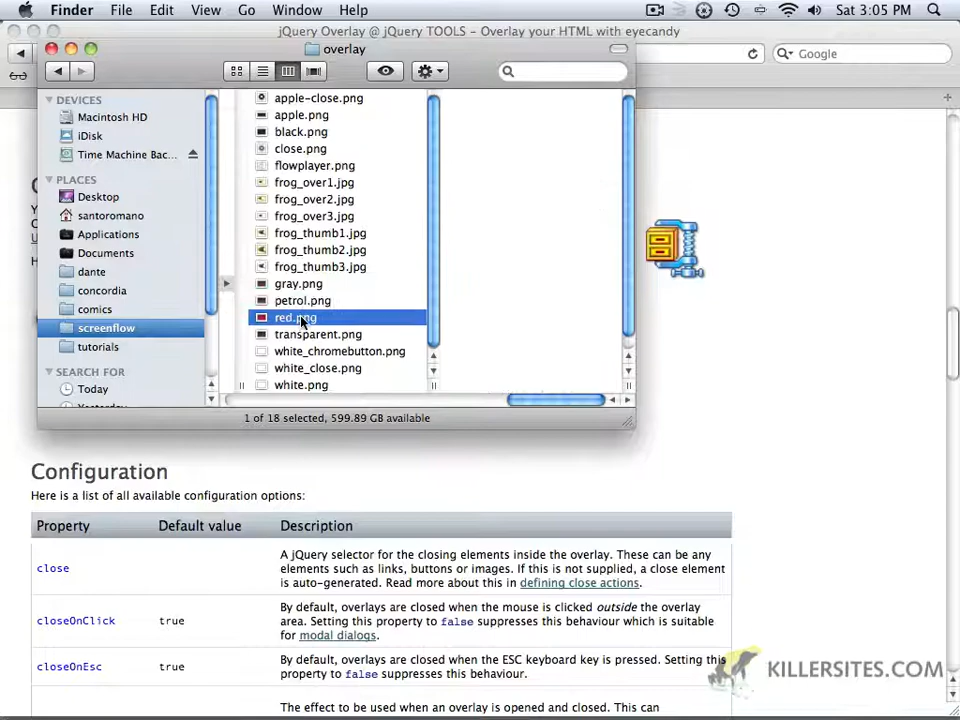 Finder File Edit View Go Window Help Sat 3:05 PM
jQuery Overlay @ jQuery TOOLS - Overlay your HTML with eyecandy
overlay
Google
DEVICES
Macintosh HD
iDisk
Time Machine Bac...
PLACES
Desktop
santoromano
Applications
Documents
dante
concordia
comics
screenflow
tutorials
SEARCH FOR
Today
Yesterday
apple-close.png
apple.png
black.png
close.png
flowplayer.png
frog_over1.jpg
frog_over2.jpg
frog_over3.jpg
frog_thumb1.jpg
frog_thumb2.jpg
frog_thumb3.jpg
gray.png
petrol.png
red.png
transparent.png
white_chromebutton.png
white_close.png
white.png
1 of 18 selected, 599.89 GB available
Configuration
Here is a list of all available configuration options:
Property Default value Description
close A jQuery selector for the closing elements inside the overlay. These can be any
elements such as links, buttons or images. If this is not supplied, a close element
is auto-generated. Read more about this in defining close actions.
closeOnClick true By default, overlays are closed when the mouse is clicked outside the overlay
area. Setting this property to false suppresses this behaviour which is suitable
for modal dialogs.
closeOnEsc true By default, overlays are closed when the ESC keyboard key is pressed. Setting this
property to false suppresses this behaviour.
The effect to be used when an overlay is opened and closed. This can
KILLERSITES.COM